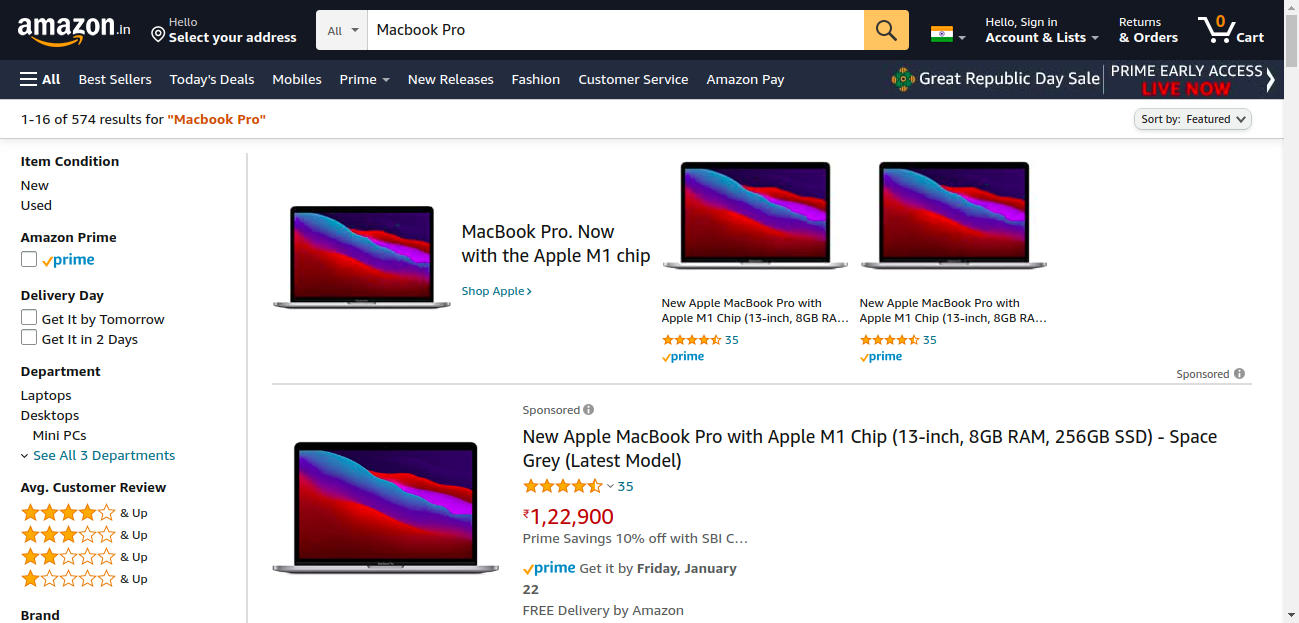 amazon.in
Hello
Select your address
All
Macbook Pro
Hello, Sign in
Account & Lists
Returns
& Orders
0
Cart
All
Best Sellers
Today's Deals
Mobiles
Prime
New Releases
Fashion
Customer Service
Amazon Pay
Great Republic Day Sale
PRIME EARLY ACCESS
LIVE NOW
1-16 of 574 results for "Macbook Pro"
Sort by: Featured
Item Condition
New
Used
Amazon Prime
prime
Delivery Day
Get It by Tomorrow
Get It in 2 Days
Department
Laptops
Desktops
Mini PCs
See All 3 Departments
Avg. Customer Review
& Up
& Up
& Up
& Up
Brand
MacBook Pro. Now
with the Apple M1 chip
Shop Apple
New Apple MacBook Pro with
Apple M1 Chip (13-inch, 8GB RA…
35
prime
New Apple MacBook Pro with
Apple M1 Chip (13-inch, 8GB RA…
35
prime
Sponsored
Sponsored
New Apple MacBook Pro with Apple M1 Chip (13-inch, 8GB RAM, 256GB SSD) - Space
Grey (Latest Model)
35
₹1,22,900
Prime Savings 10% off with SBI C…
prime Get it by Friday, January
22
FREE Delivery by Amazon